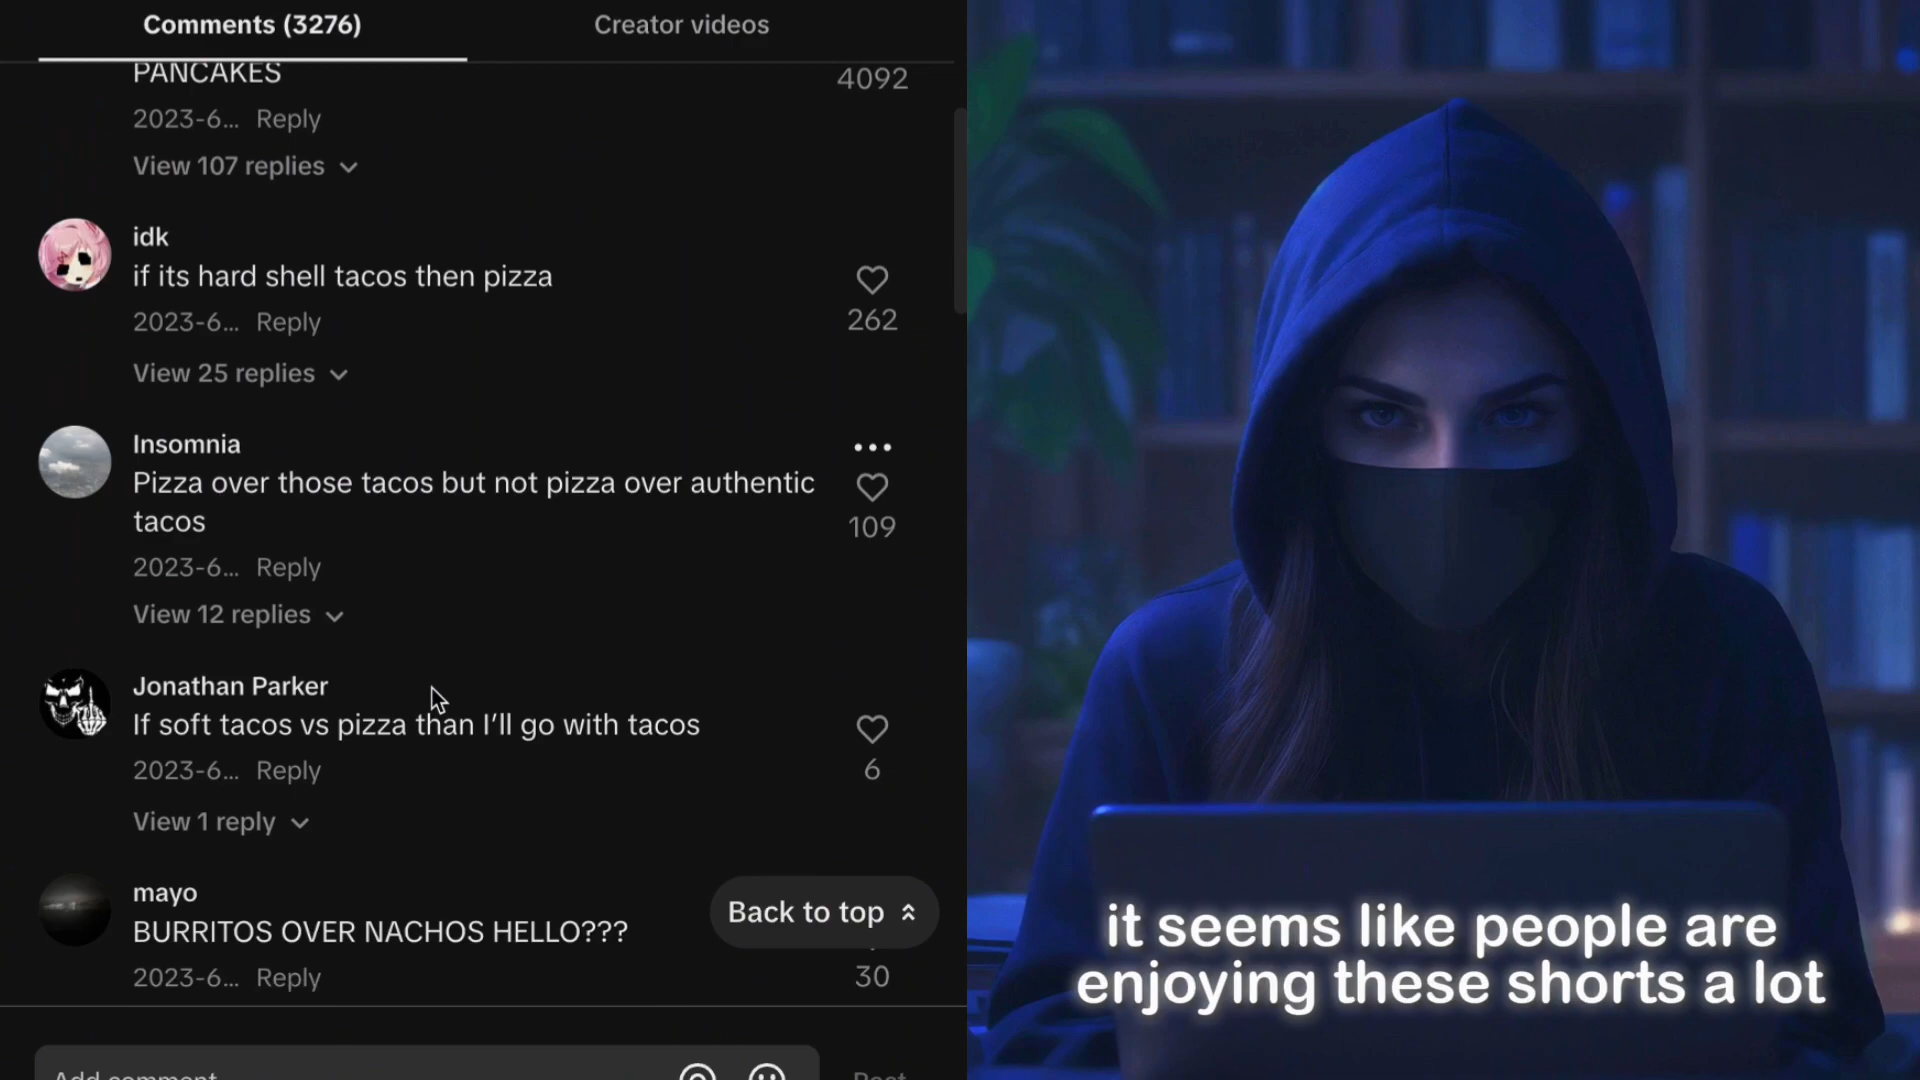 Comments (3276)
Creator videos
PANCAKES
4092
2023-6... Reply
View 107 replies
idk
if its hard shell tacos then pizza
2023-6... Reply
262
View 25 replies
Insomnia
Pizza over those tacos but not pizza over authentic
tacos
109
2023-6... Reply
View 12 replies
Jonathan Parker
If soft tacos vs pizza than I’ll go with tacos
2023-6... Reply
6
View 1 reply
mayo
BURRITOS OVER NACHOS HELLO???
2023-6... Reply
30
Back to top
Add comment
Post
it seems like people are
enjoying these shorts a lot